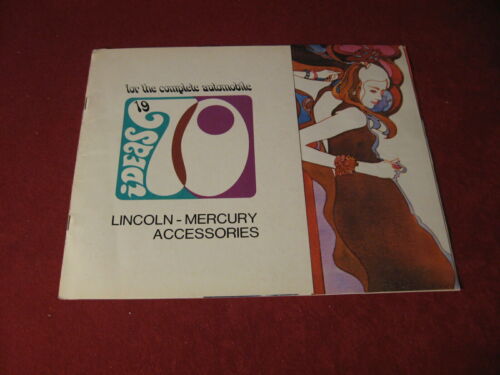 for the complete automobile
19
ideas 70
LINCOLN - MERCURY
ACCESSORIES